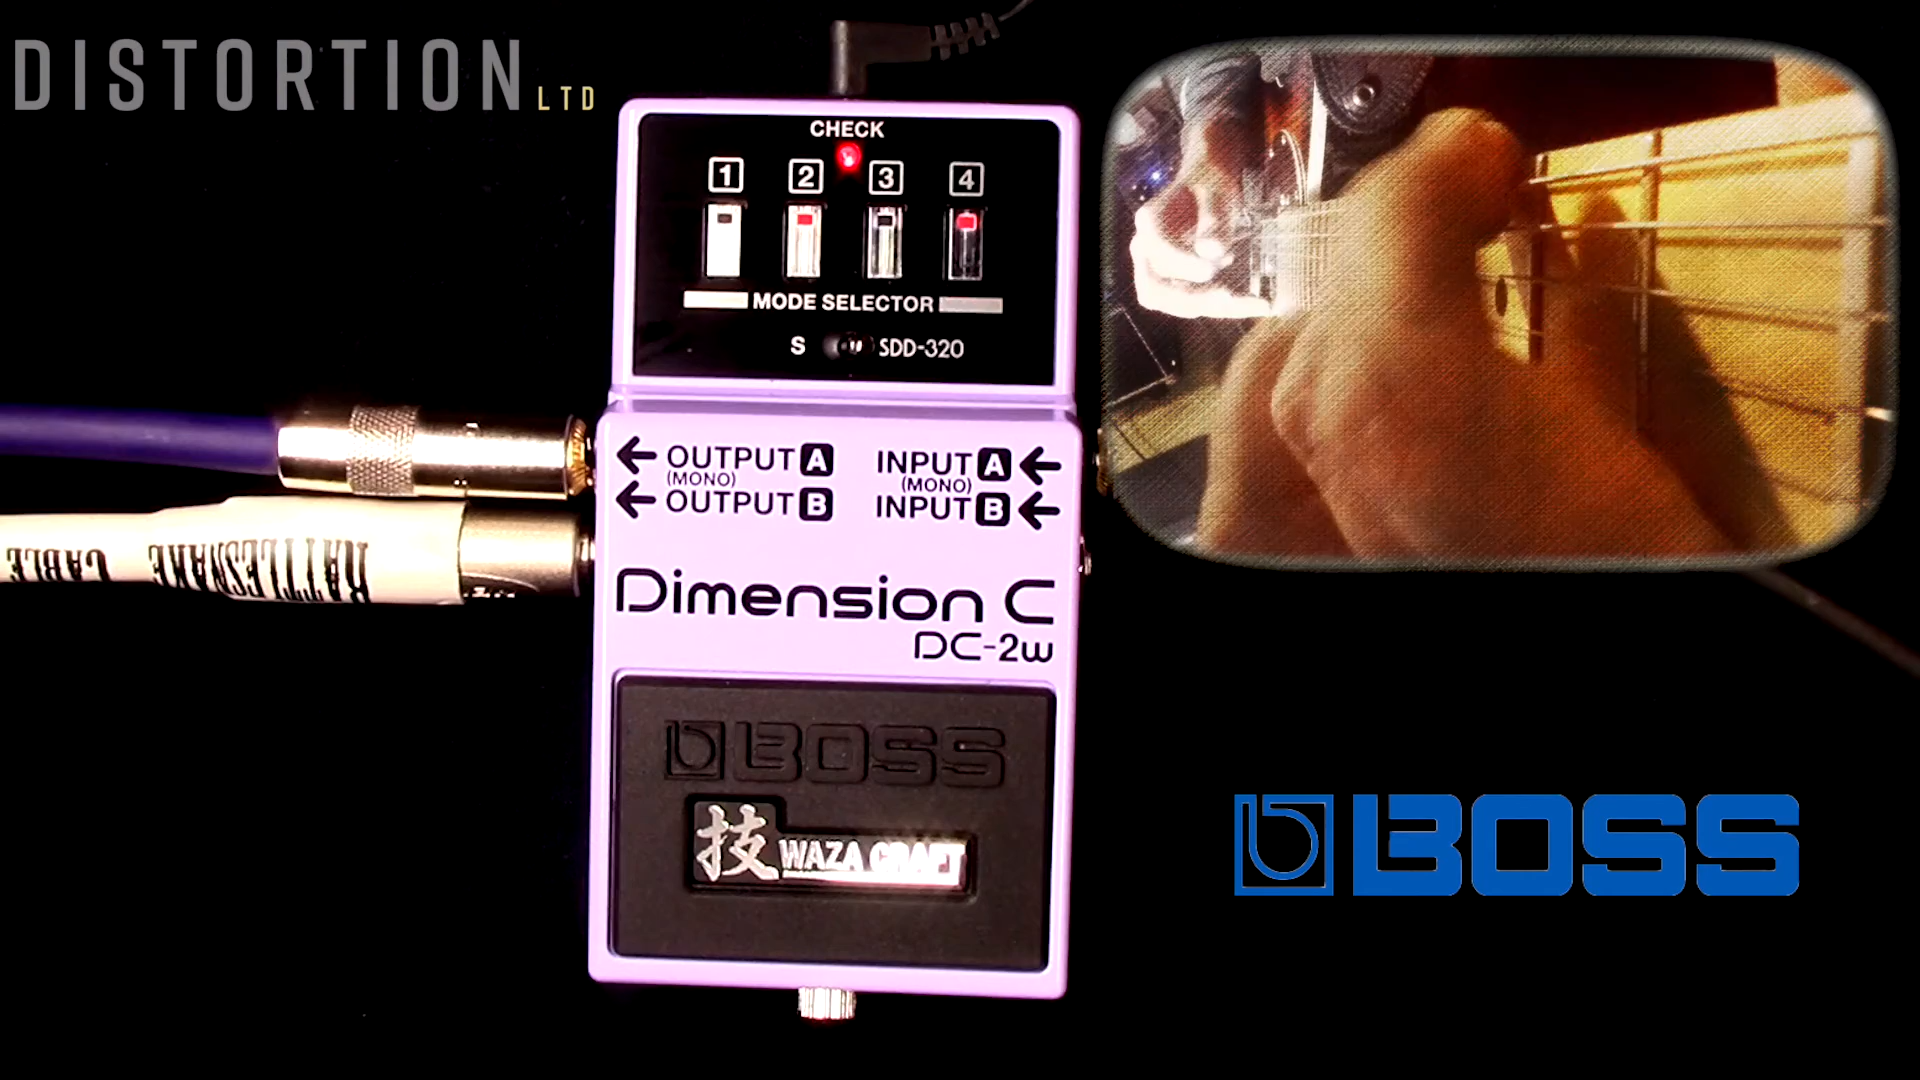 DISTORTION LTD
CHECK
1 2 3 4
MODE SELECTOR
S SDD-320
← OUTPUT A INPUT A ←
(MONO) (MONO)
← OUTPUT B INPUT B ←
RATTLESNAKE
CABLE
Dimension C
DC-2w
BOSS
技 WAZA CRAFT
BOSS